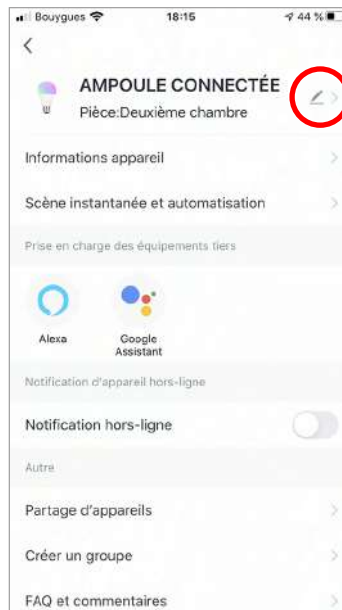 Bouygues 18:15 44 %
AMPOULE CONNECTÉE
Pièce:Deuxième chambre
Informations appareil
Scène instantanée et automatisation
Prise en charge des équipements tiers
Alexa
Google
Assistant
Notification d'appareil hors-ligne
Notification hors-ligne
Autre
Partage d'appareils
Créer un groupe
FAQ et commentaires